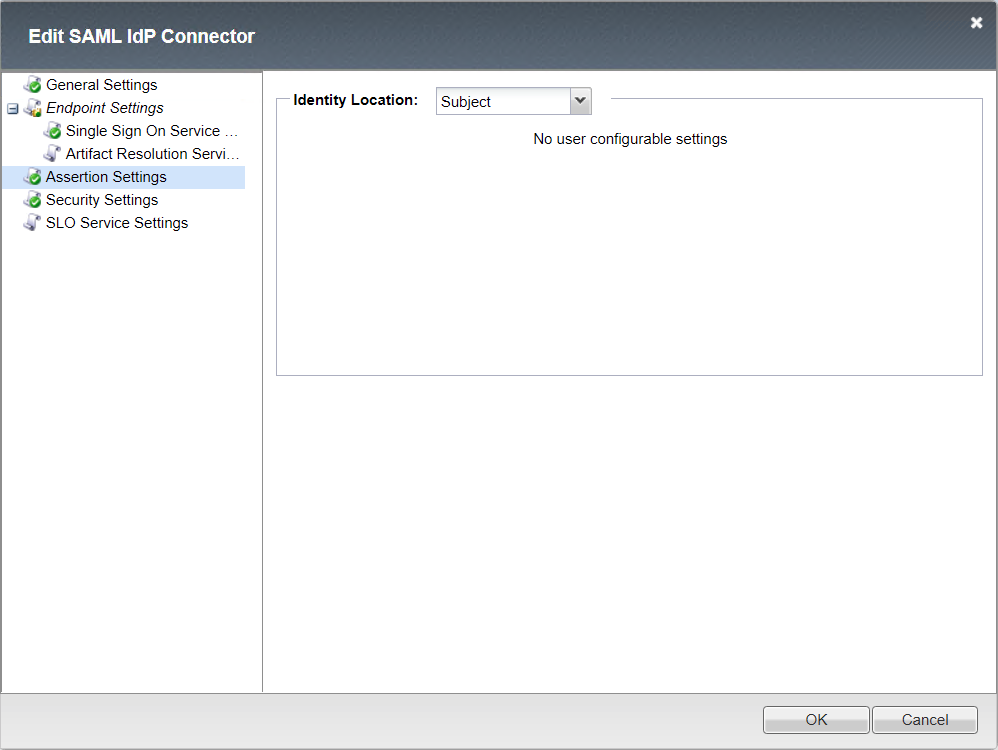 Edit SAML IdP Connector
General Settings
Endpoint Settings
Single Sign On Service ...
Artifact Resolution Servi...
Assertion Settings
Security Settings
SLO Service Settings
Identity Location: Subject
No user configurable settings
OK Cancel